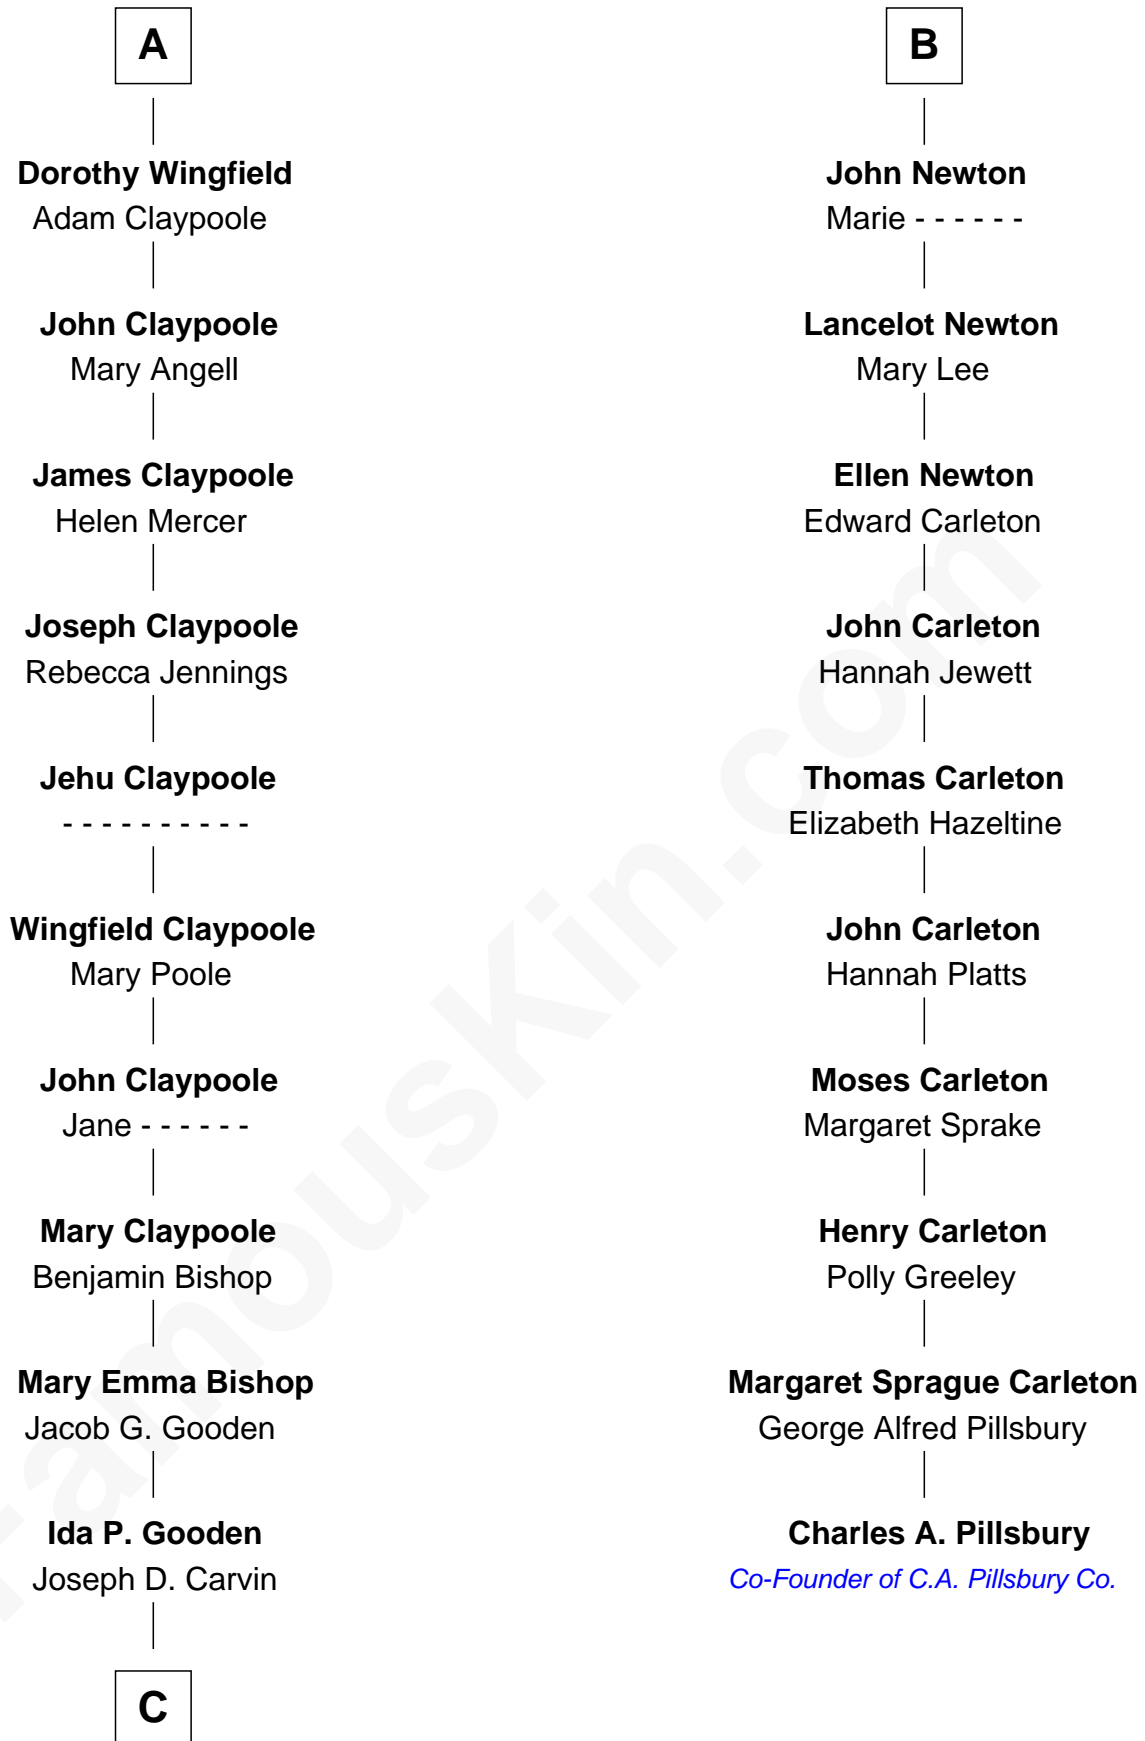 A
Dorothy Wingfield
Adam Claypoole
John Claypoole
Mary Angell
James Claypoole
Helen Mercer
Joseph Claypoole
Rebecca Jennings
Jehu Claypoole
- - - - - - - - - -
Wingfield Claypoole
Mary Poole
John Claypoole
Jane - - - - - -
Mary Claypoole
Benjamin Bishop
Mary Emma Bishop
Jacob G. Gooden
Ida P. Gooden
Joseph D. Carvin
C
B
John Newton
Marie - - - - - -
Lancelot Newton
Mary Lee
Ellen Newton
Edward Carleton
John Carleton
Hannah Jewett
Thomas Carleton
Elizabeth Hazeltine
John Carleton
Hannah Platts
Moses Carleton
Margaret Sprake
Henry Carleton
Polly Greeley
Margaret Sprague Carleton
George Alfred Pillsbury
Charles A. Pillsbury
Co-Founder of C.A. Pillsbury Co.
FamousKin.com